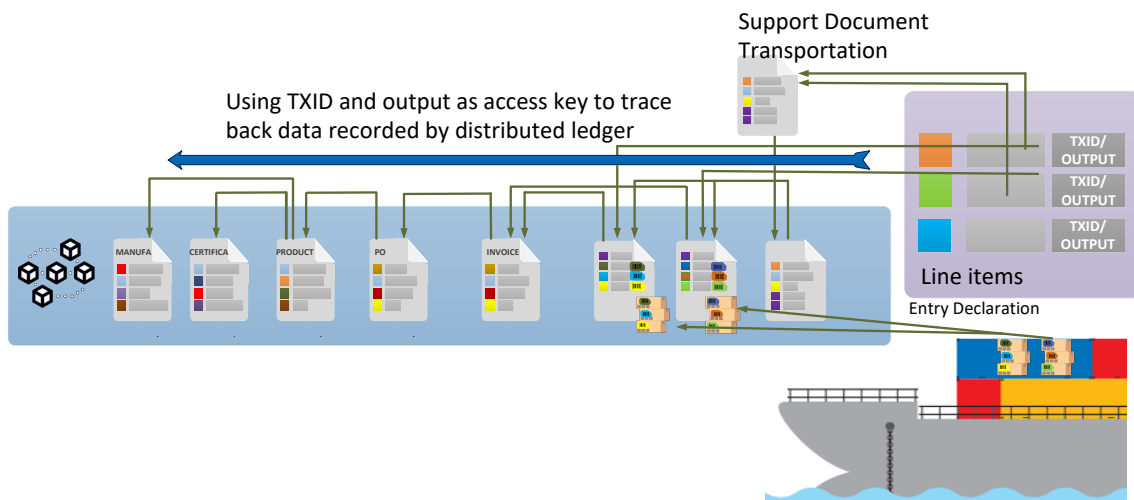 Support Document
Transportation
Using TXID and output as access key to trace
back data recorded by distributed ledger
TXID/
OUTPUT
TXID/
OUTPUT
TXID/
OUTPUT
MANUFA
CERTIFICA
PRODUCT
PO
INVOICE
Line items
Entry Declaration